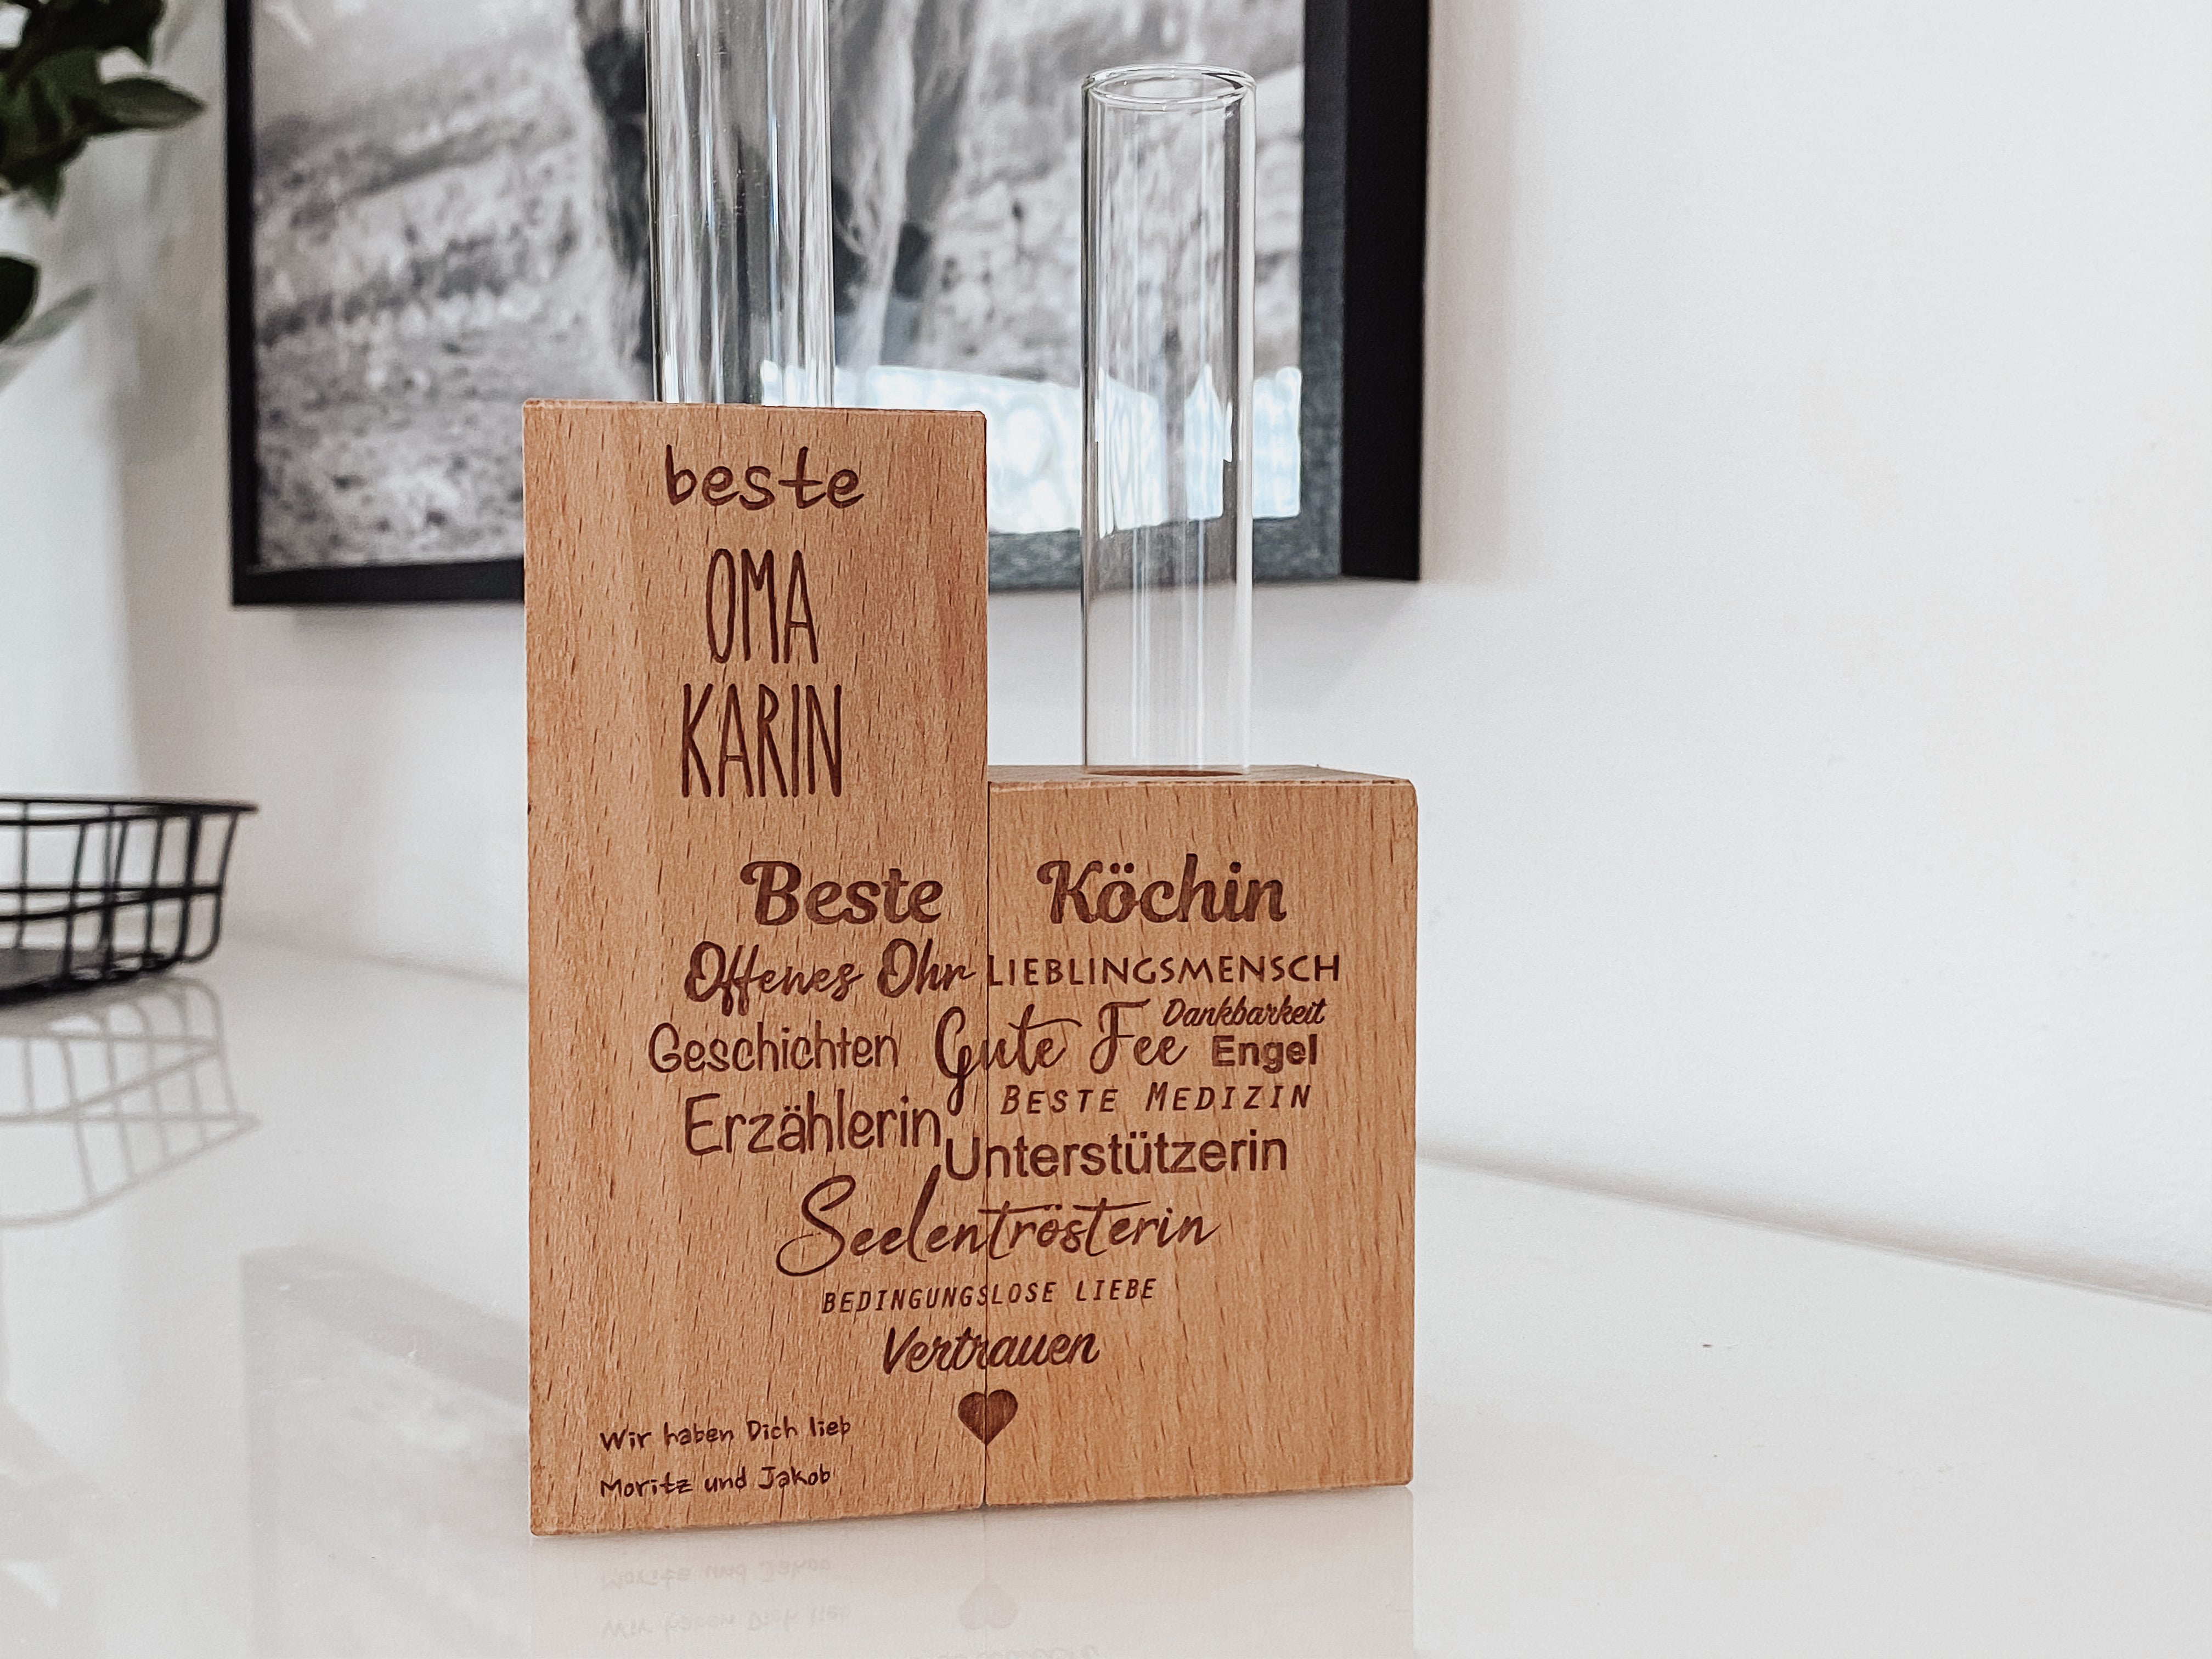 beste
OMA
KARIN
Beste Köchin
Offenes Ohr LIEBLINGSMENSCH
Dankbarkeit
Geschichten Gute Fee Engel
BESTE MEDIZIN
Erzählerin
Unterstützerin
Seelentrösterin
BEDINGUNGSLOSE LIEBE
Vertrauen
Wir haben Dich lieb
Moritz und Jakob